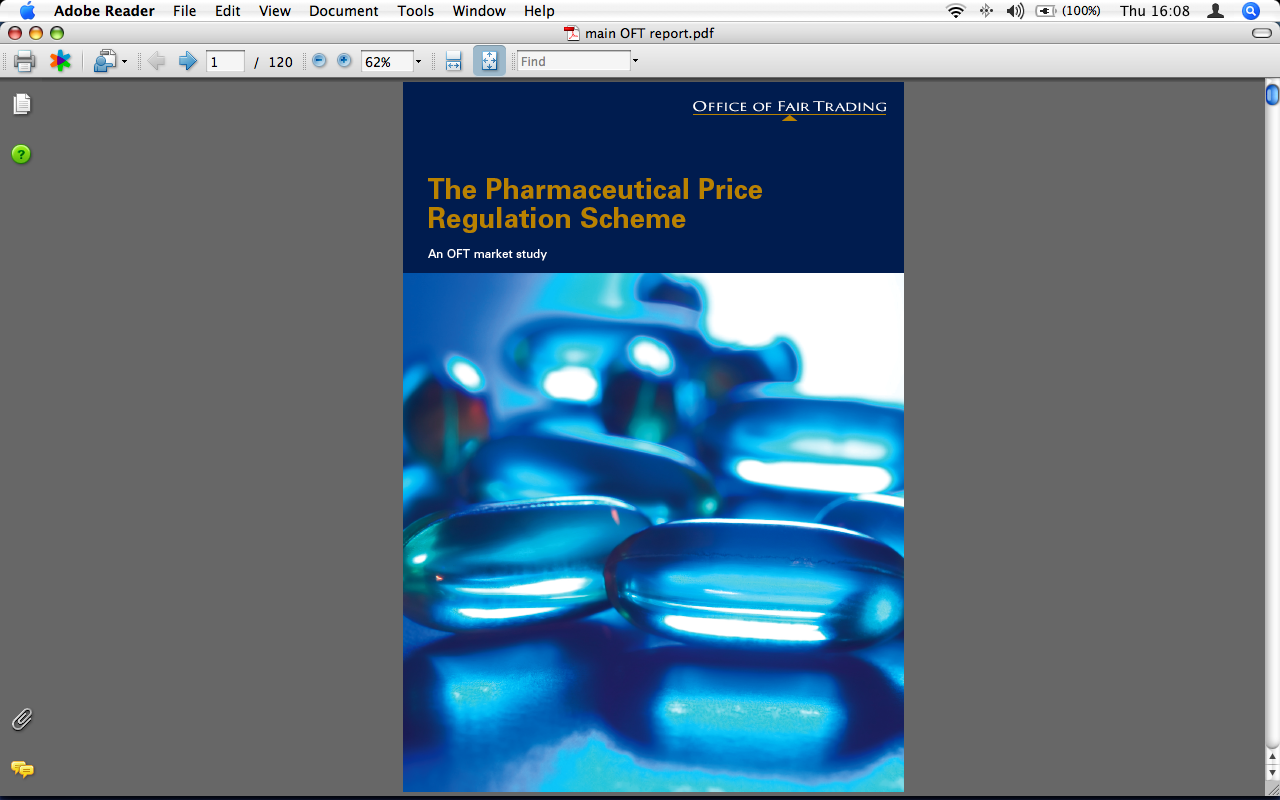 Adobe Reader File Edit View Document Tools Window Help (100%) Thu 16:08
main OFT report.pdf
1 / 120 62% Find
?
OFFICE OF FAIR TRADING
The Pharmaceutical Price
Regulation Scheme
An OFT market study